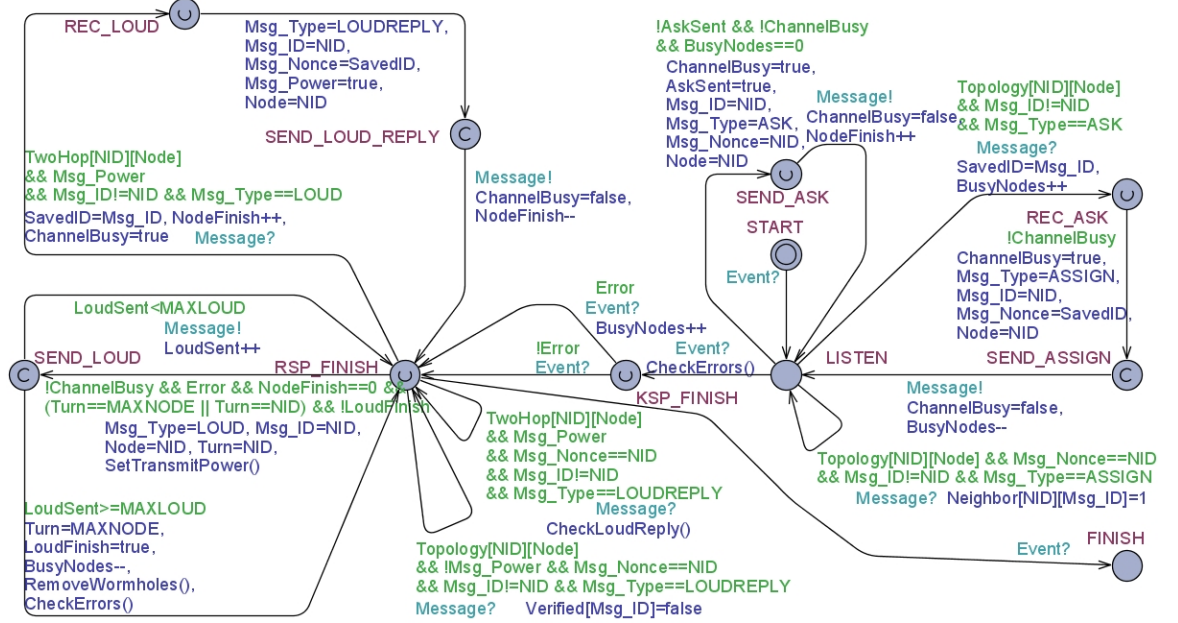 REC_LOUD
Msg_Type=LOUDREPLY,
Msg_ID=NID,
Msg_Nonce=SavedID,
Msg_Power=true,
Node=NID
SEND_LOUD_REPLY
C
TwoHop[NID][Node]
&& Msg_Power
&& Msg_ID!=NID && Msg_Type==LOUD
SavedID=Msg_ID, NodeFinish++,
ChannelBusy=true Message?
Message!
ChannelBusy=false,
NodeFinish--
!AskSent && !ChannelBusy
&& BusyNodes==0
ChannelBusy=true,
AskSent=true,
Msg_ID=NID,
Msg_Type=ASK,
Msg_Nonce=NID,
Node=NID
Message!
ChannelBusy=false,
NodeFinish++
SEND_ASK
START
Event?
Topology[NID][Node]
&& Msg_ID!=NID
&& Msg_Type==ASK
Message?
SavedID=Msg_ID,
BusyNodes++
REC_ASK
!ChannelBusy
ChannelBusy=true,
Msg_Type=ASSIGN,
Msg_ID=NID,
Msg_Nonce=SavedID,
Node=NID
SEND_ASSIGN
C
LISTEN
Message!
ChannelBusy=false,
BusyNodes--
Topology[NID][Node] && Msg_Nonce==NID
&& Msg_ID!=NID && Msg_Type==ASSIGN
Message? Neighbor[NID][Msg_ID]=1
Error
Event?
BusyNodes++
!Error
Event?
Event?
CheckErrors()
KSP_FINISH
LoudSent<MAXLOUD
Message!
LoudSent++
SEND_LOUD
C
RSP_FINISH
!ChannelBusy && Error && NodeFinish==0 &&
(Turn==MAXNODE || Turn==NID) && !LoudFinish
Msg_Type=LOUD, Msg_ID=NID,
Node=NID, Turn=NID,
SetTransmitPower()
LoudSent>=MAXLOUD
Turn=MAXNODE,
LoudFinish=true,
BusyNodes--,
RemoveWormholes(),
CheckErrors()
TwoHop[NID][Node]
&& Msg_Power
&& Msg_Nonce==NID
&& Msg_ID!=NID
&& Msg_Type==LOUDREPLY
Message?
CheckLoudReply()
Topology[NID][Node]
&& !Msg_Power && Msg_Nonce==NID
&& Msg_ID!=NID && Msg_Type==LOUDREPLY
Message? Verified[Msg_ID]=false
Event?
FINISH